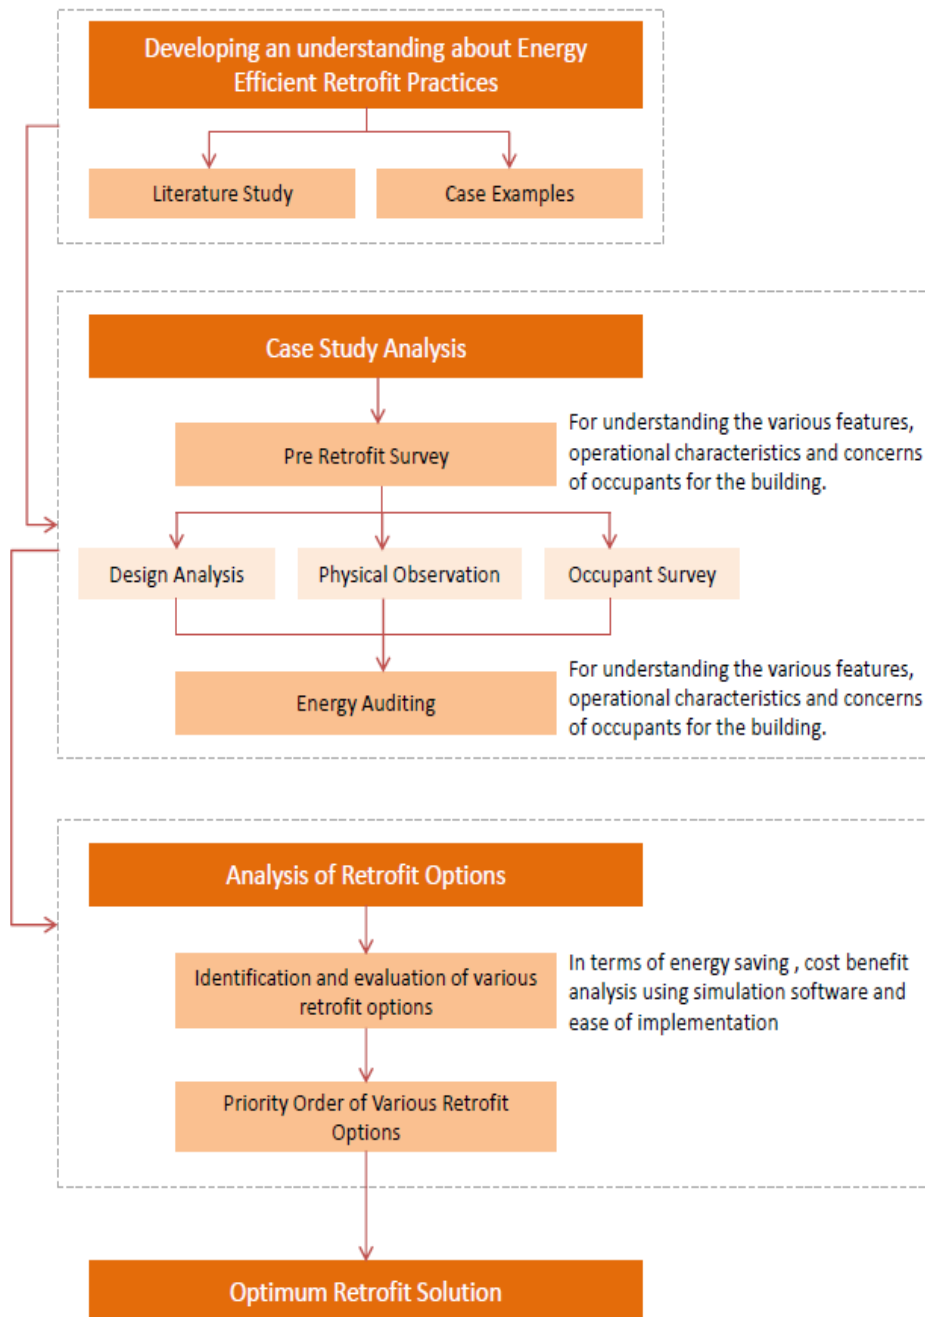 Developing an understanding about Energy
Efficient Retrofit Practices
Literature Study
Case Examples
Case Study Analysis
Pre Retrofit Survey
For understanding the various features,
operational characteristics and concerns
of occupants for the building.
Design Analysis
Physical Observation
Occupant Survey
Energy Auditing
For understanding the various features,
operational characteristics and concerns
of occupants for the building.
Analysis of Retrofit Options
Identification and evaluation of various
retrofit options
In terms of energy saving , cost benefit
analysis using simulation software and
ease of implementation
Priority Order of Various Retrofit
Options
Optimum Retrofit Solution